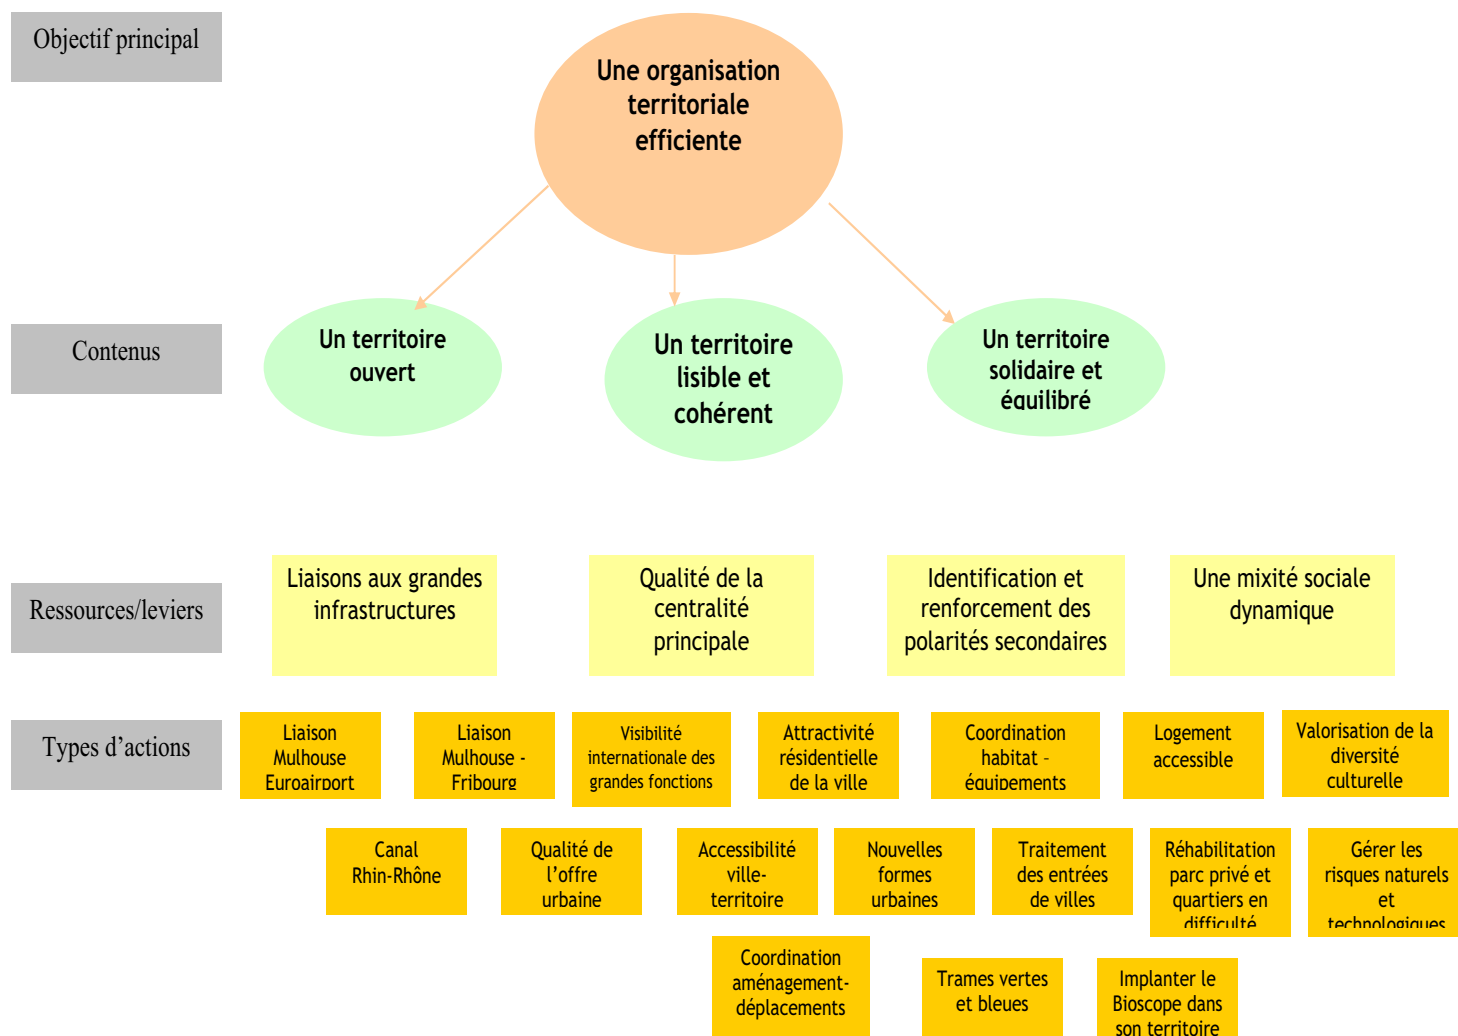 Objectif principal
Une organisation
territoriale
efficiente
Contenus
Un territoire
ouvert
Un territoire
lisible et
cohérent
Un territoire
solidaire et
équilibré
Ressources/leviers
Liaisons aux grandes
infrastructures
Qualité de la
centralité
principale
Identification et
renforcement des
polarités secondaires
Une mixité sociale
dynamique
Types d’actions
Liaison
Mulhouse
Euroairport
Liaison
Mulhouse -
Fribourg
Visibilité
internationale des
grandes fonctions
Attractivité
résidentielle
de la ville
Coordination
habitat –
équipements
Logement
accessible
Valorisation de la
diversité
culturelle
Canal
Rhin-Rhône
Qualité de
l’offre
urbaine
Accessibilité
ville-
territoire
Nouvelles
formes
urbaines
Traitement
des entrées
de villes
Réhabilitation
parc privé et
quartiers en
difficulté
Gérer les
risques naturels
et
technologiques
Coordination
aménagement-
déplacements
Trames vertes
et bleues
Implanter le
Bioscope dans
son territoire